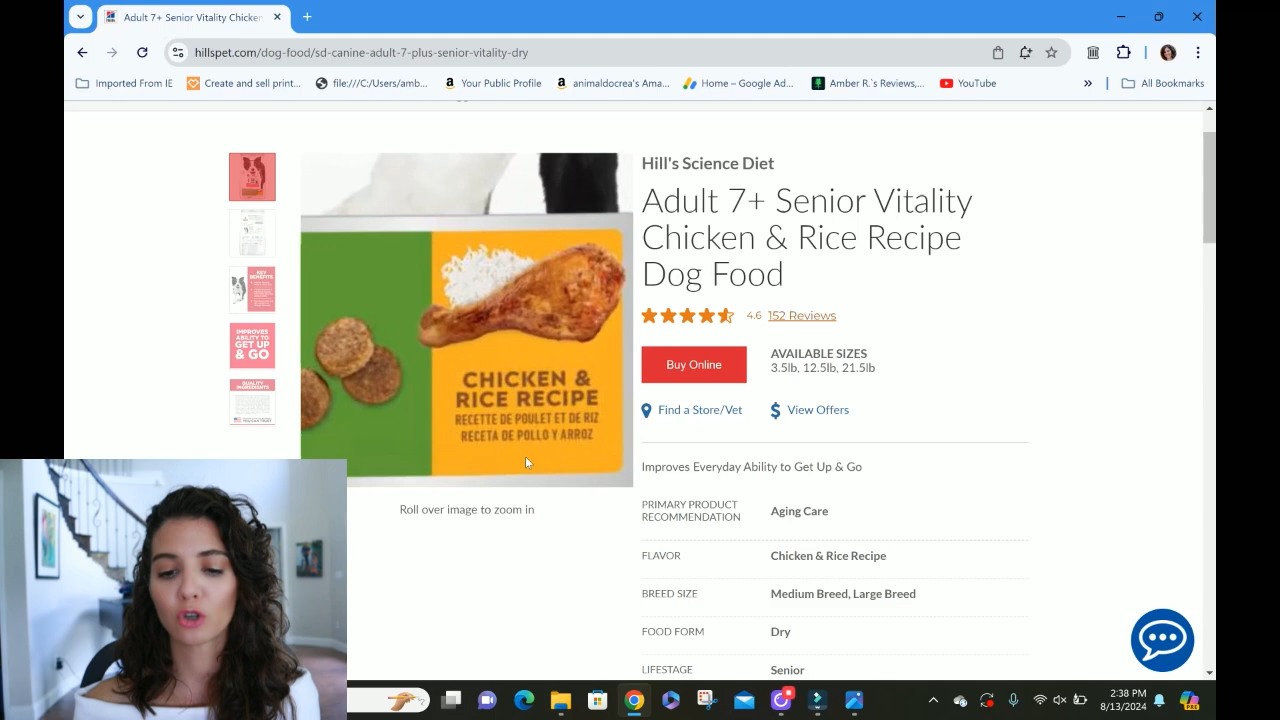 Adult 7+ Senior Vitality Chicken
hillspet.com/dog-food/sd-canine-adult-7-plus-senior-vitality-dry
Imported From IE
Create and sell print...
file:///C:/Users/amb...
Your Public Profile
animaldocrea's Ama...
Home – Google Ad...
Amber R.`s Reviews,...
YouTube
»
All Bookmarks
KEY BENEFITS
IMPROVES
ABILITY TO
GET UP
& GO
QUALITY
INGREDIENTS
CHICKEN &
RICE RECIPE
RECETTE DE POULET ET DE RIZ
RECETA DE POLLO Y ARROZ
Roll over image to zoom in
Hill's Science Diet
Adult 7+ Senior Vitality
Chicken & Rice Recipe
Dog Food
4.6 152 Reviews
Buy Online
AVAILABLE SIZES
3.5lb, 12.5lb, 21.5lb
Find a Store/Vet
$ View Offers
Improves Everyday Ability to Get Up & Go
PRIMARY PRODUCT
RECOMMENDATION
Aging Care
FLAVOR
Chicken & Rice Recipe
BREED SIZE
Medium Breed, Large Breed
FOOD FORM
Dry
LIFESTAGE
Senior
2:38 PM
8/13/2024
PRE